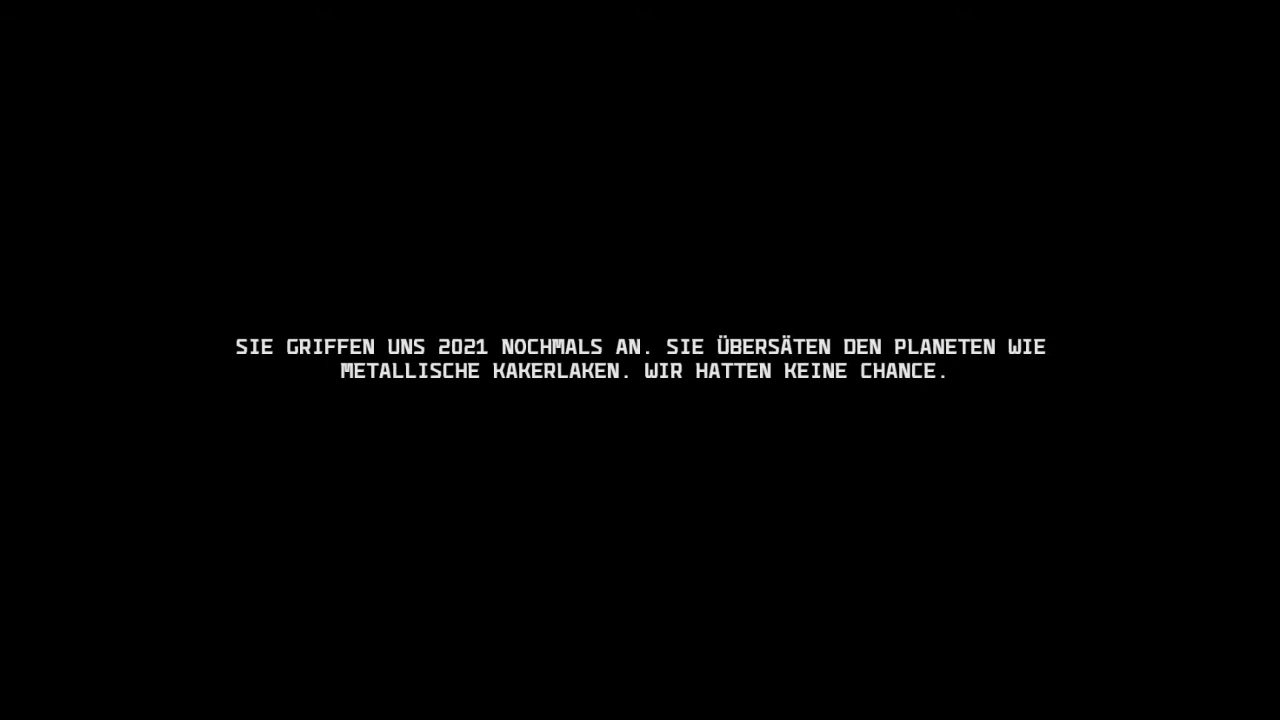 SIE GRIFFEN UNS 2021 NOCHMALS AN. SIE ÜBERSÄTEN DEN PLANETEN WIE
METALLISCHE KAKERLAKEN. WIR HATTEN KEINE CHANCE.